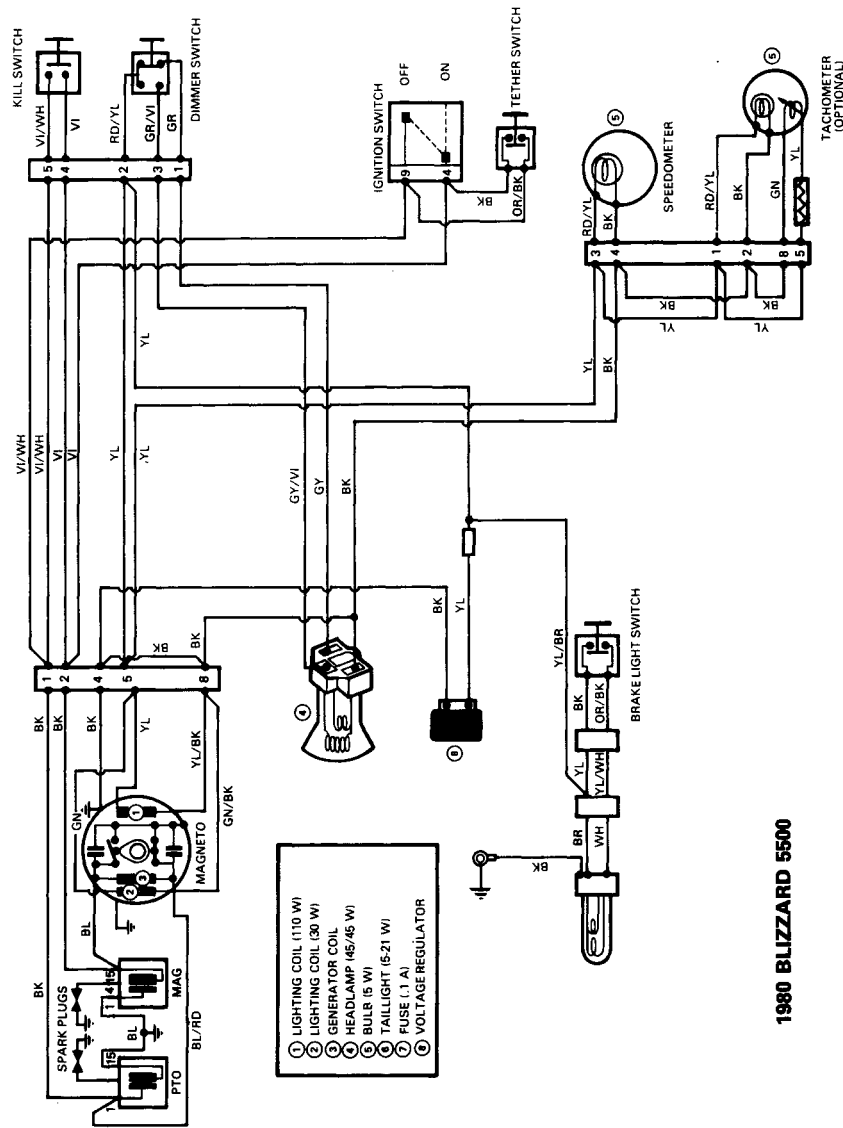 KILL SWITCH
VI/WH
VI
DIMMER SWITCH
RD/YL
GR/VI
GR
5
4
2
3
1
IGNITION SWITCH
OFF
ON
9
4
TETHER SWITCH
BK
OR/BK
5
SPEEDOMETER
RD/YL
BK
5
TACHOMETER
(OPTIONAL)
RD/YL
BK
GN
YL
3
4
1
2
8
5
BK
YL
BK
YL
YL
BK
VI/WH
VI/WH
VI
VI
YL
YL
YL
GY/VI
GY
BK
BK
BK
1
2
4
5
8
BK
BK
BK
YL
YL/BK
GN/BK
GN
MAGNETO
1
2
3
4
BK
YL
8
YL/BR
BRAKE LIGHT SWITCH
BK
OR/BK
YL
YL/WH
BR
WH
BK
BK
BL
SPARK PLUGS
15
4
1
MAG
BL
15
1
PTO
BL/RD
1 LIGHTING COIL (110 W)
2 LIGHTING COIL (30 W)
3 GENERATOR COIL
4 HEADLAMP (45/45 W)
5 BULB (5 W)
6 TAILLIGHT (5-21 W)
7 FUSE (.1 A)
8 VOLTAGE REGULATOR
1980 BLIZZARD 5500